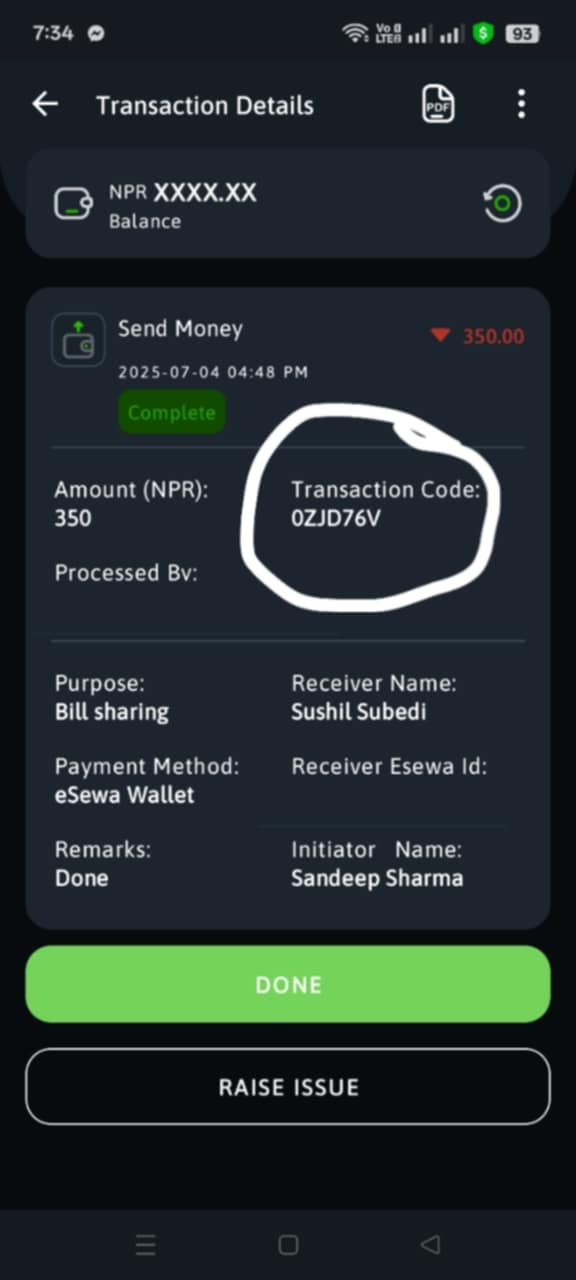 7:34
Vo
LTE
93
Transaction Details
PDF
NPR XXXX.XX
Balance
Send Money
350.00
2025-07-04 04:48 PM
Complete
Amount (NPR):
350
Transaction Code:
0ZJD76V
Processed By:
Purpose:
Bill sharing
Receiver Name:
Sushil Subedi
Payment Method:
eSewa Wallet
Receiver Esewa Id:
Remarks:
Done
Initiator Name:
Sandeep Sharma
DONE
RAISE ISSUE